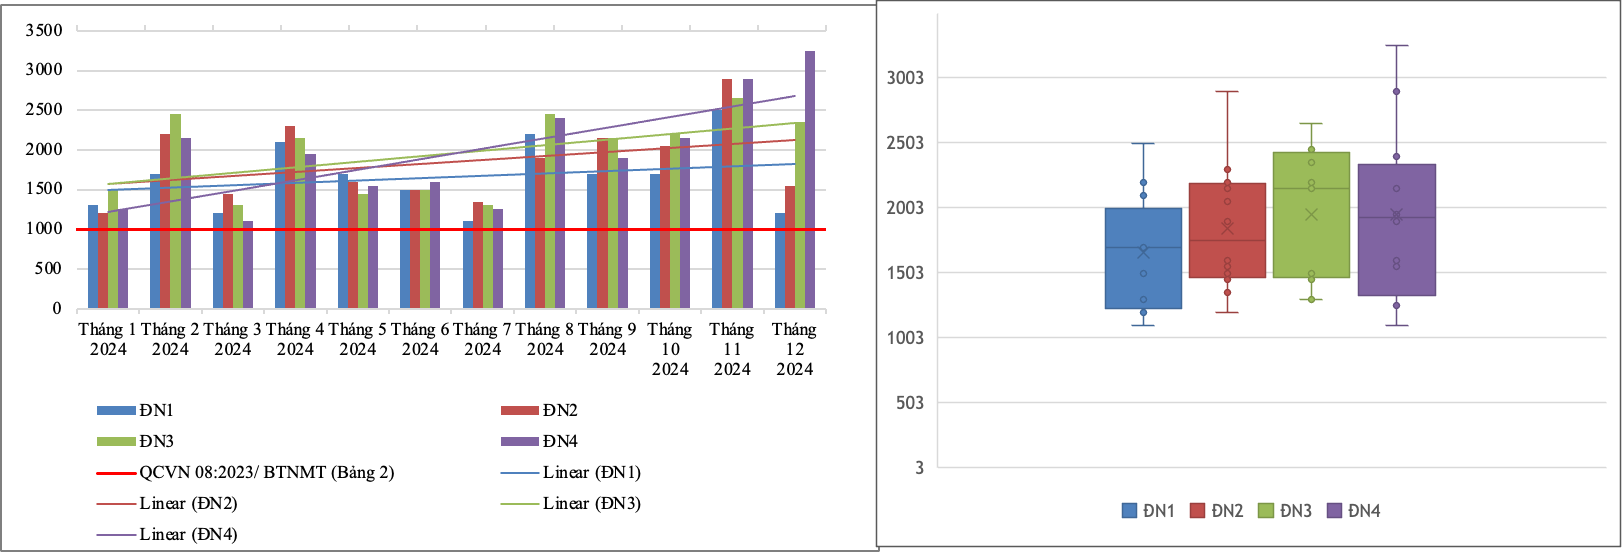 3500
3000
2500
2000
1500
1000
500
0
Tháng 1 Tháng 2 Tháng 3 Tháng 4 Tháng 5 Tháng 6 Tháng 7 Tháng 8 Tháng 9 Tháng Tháng Tháng
2024 2024 2024 2024 2024 2024 2024 2024 2024 10 11 12
2024 2024 2024
ĐN1 ĐN2
ĐN3 ĐN4
QCVN 08:2023/ BTNMT (Bảng 2) Linear (ĐN1)
Linear (ĐN2) Linear (ĐN3)
Linear (ĐN4)
3003
2503
2003
1503
1003
503
3
ĐN1 ĐN2 ĐN3 ĐN4